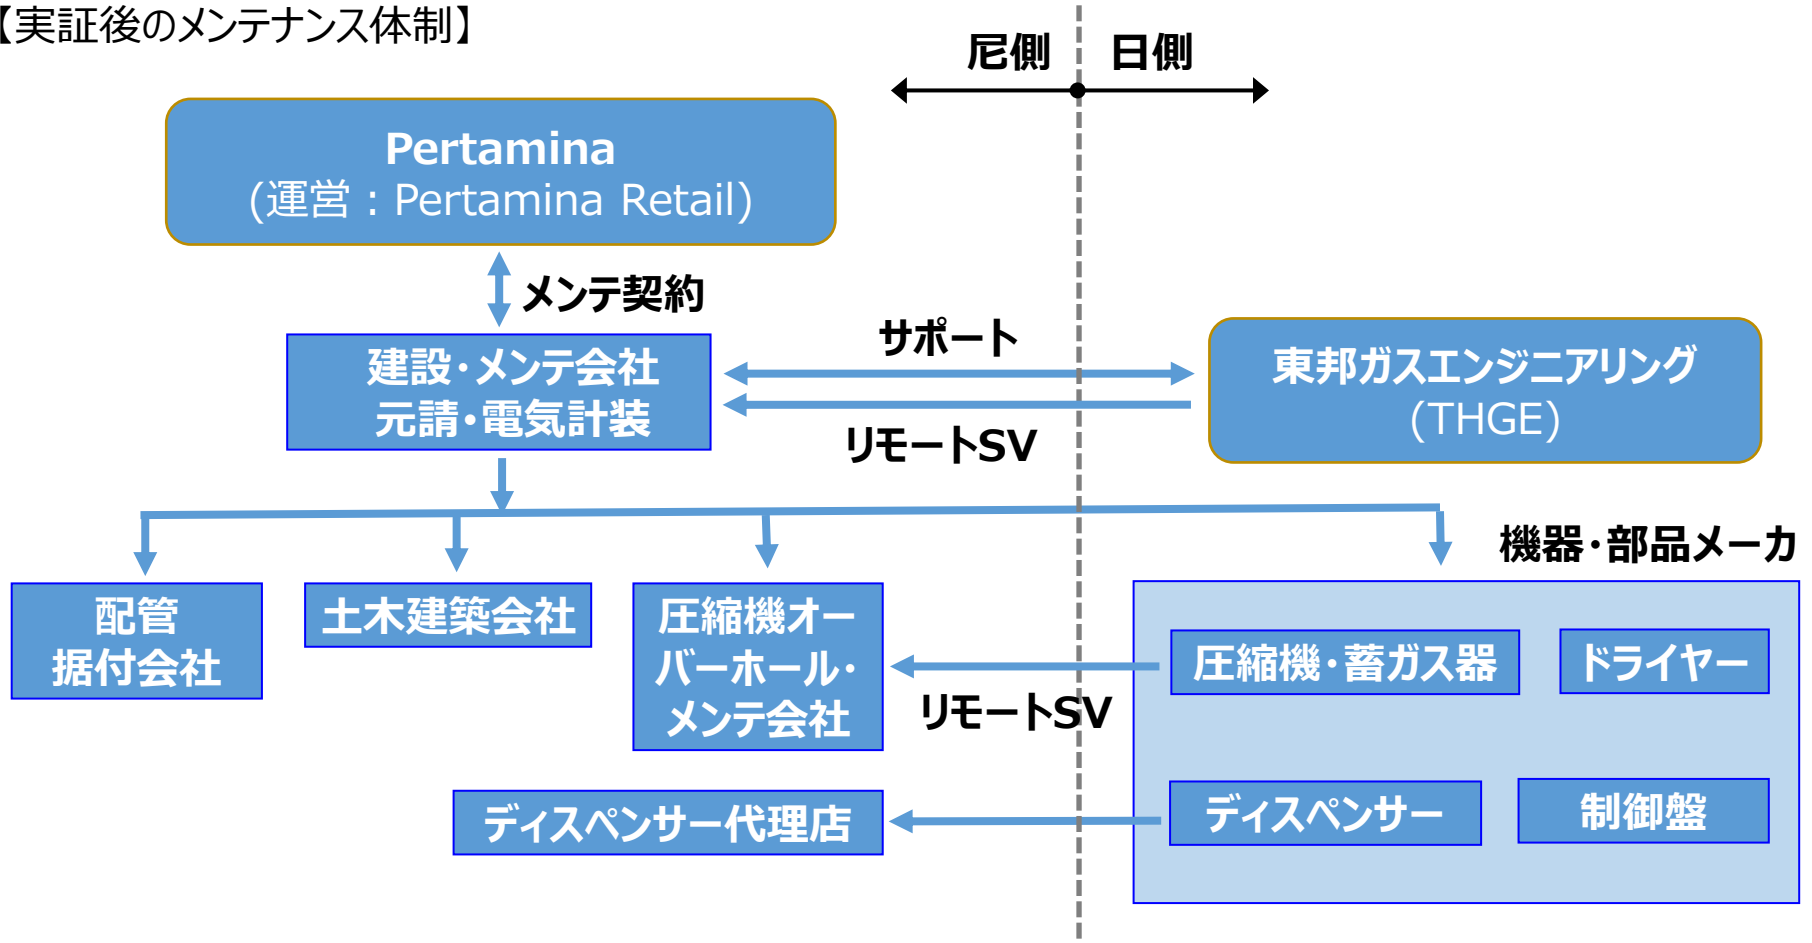 【実証後のメンテナンス体制】
尼側
日側
Pertamina
(運営:Pertamina Retail)
メンテ契約
建設・メンテ会社
元請・電気計装
サポート
リモートSV
東邦ガスエンジニアリング
(THGE)
機器・部品メーカ
配管
据付会社
土木建築会社
圧縮機オー
バーホール・
メンテ会社
リモートSV
圧縮機・蓄ガス器
ドライヤー
ディスペンサー代理店
ディスペンサー
制御盤